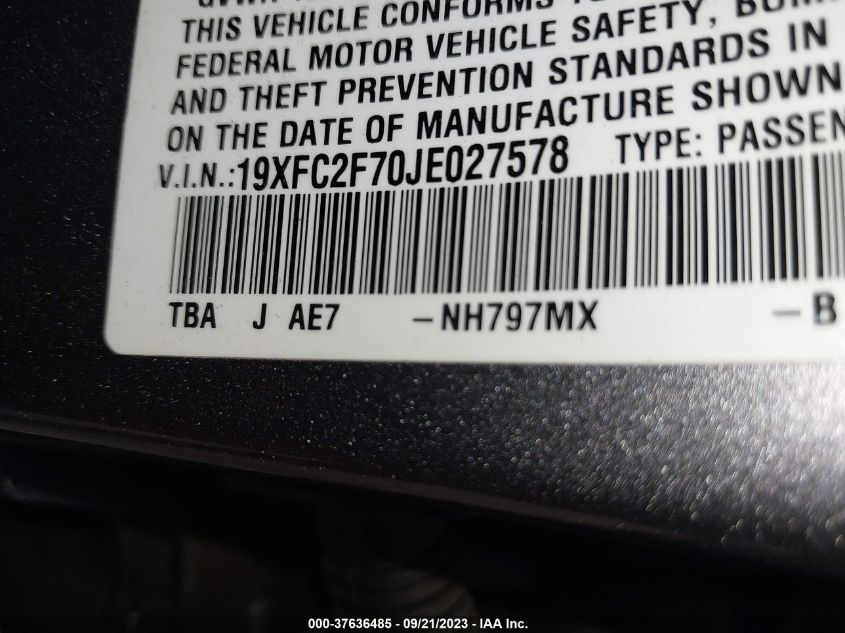 THIS VEHICLE CONFORMS
FEDERAL MOTOR VEHICLE SAFETY,
AND THEFT PREVENTION STANDARDS IN
ON THE DATE OF MANUFACTURE SHOWN
V.I.N.:19XFC2F70JE027578 TYPE: PASSEN
TBA J AE7 -NH797MX -B
000-37636485 - 09/21/2023 - IAA Inc.